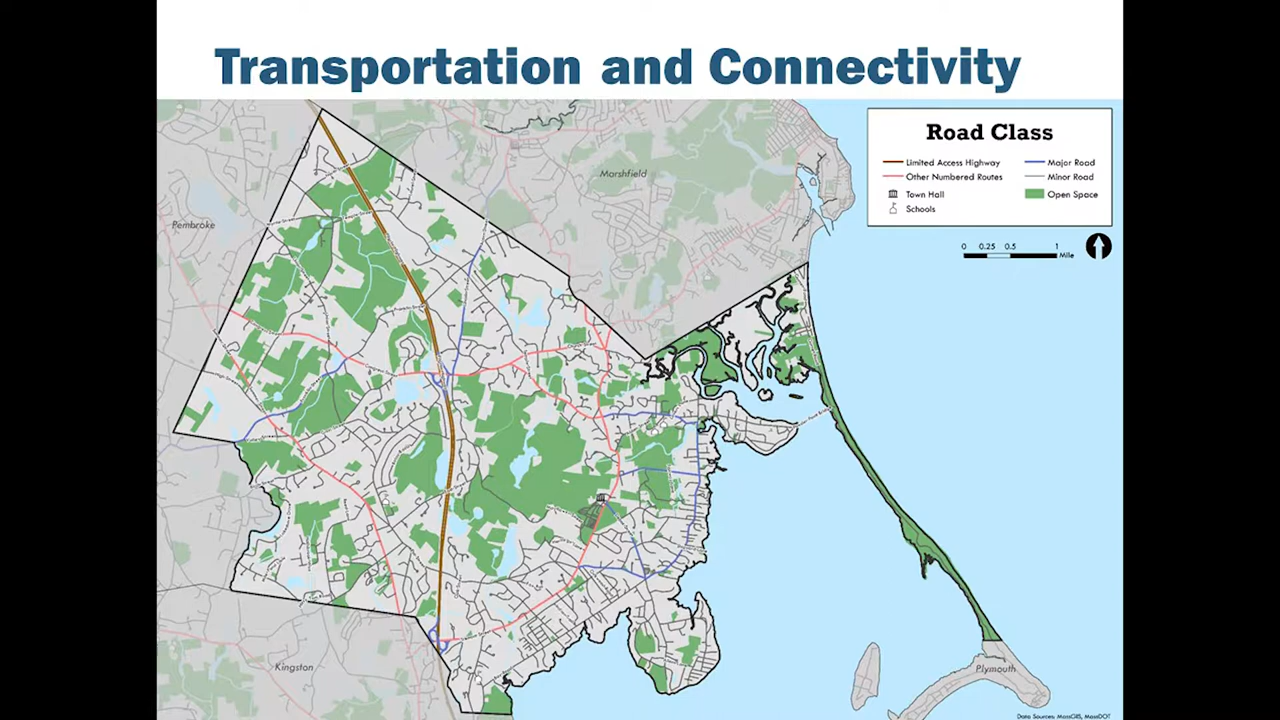 Transportation and Connectivity
Road Class
Limited Access Highway
Major Road
Other Numbered Routes
Minor Road
Town Hall
Open Space
Schools
0 0.25 0.5 1
Mile
Marshfield
Pembroke
Kingston
Plymouth
Data Sources: MassGIS, MassDOT